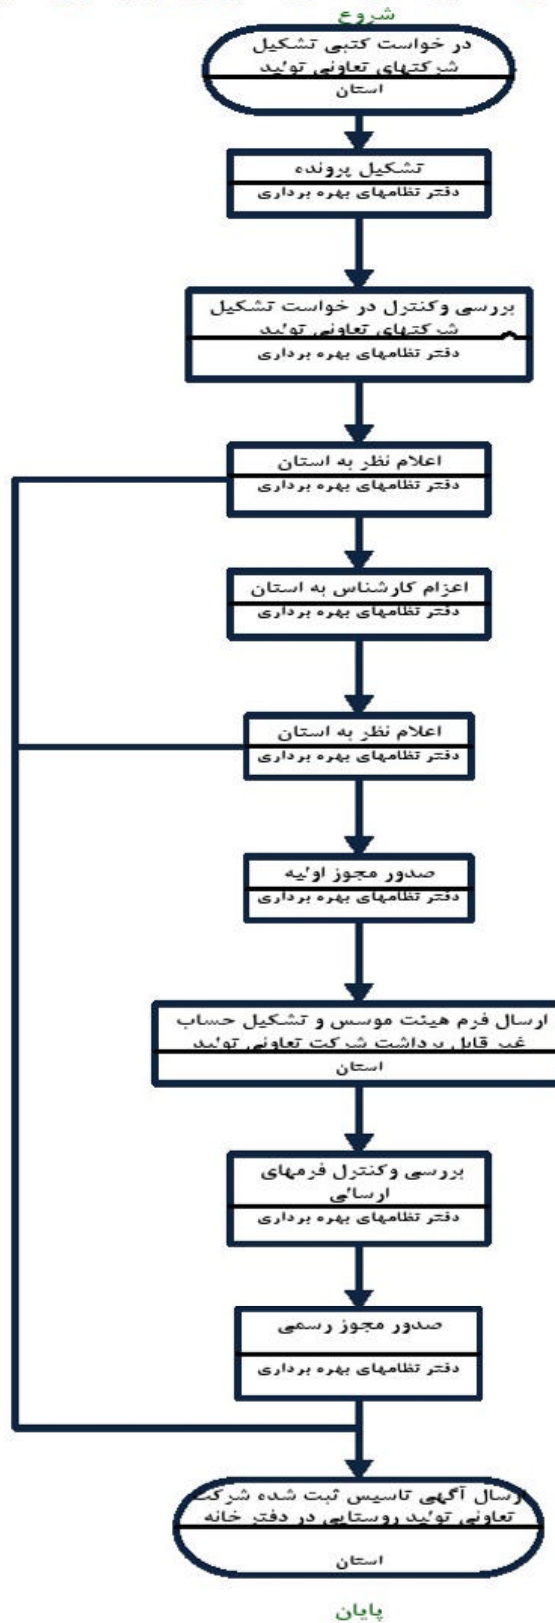 شروع
در خواست کتبی تشکیل
شرکتهای تعاونی تولید
استان
تشکیل پرونده
دفتر نظامهای بهره برداری
بررسی وکنترل در خواست تشکیل
شرکتهای تعاونی تولید
دفتر نظامهای بهره برداری
اعلام نظر به استان
دفتر نظامهای بهره برداری
اعزام کارشناس به استان
دفتر نظامهای بهره برداری
اعلام نظر به استان
دفتر نظامهای بهره برداری
صدور مجوز اولیه
دفتر نظامهای بهره برداری
ارسال فرم هیئت موسس و تشکیل حساب
غیر قابل برداشت شرکت تعاونی تولید
استان
بررسی وکنترل فرمهای
ارسالی
دفتر نظامهای بهره برداری
صدور مجوز رسمی
دفتر نظامهای بهره برداری
ارسال آگهی تاسیس ثبت شده شرکت
تعاونی تولید روستایی در دفتر خانه
استان
پایان